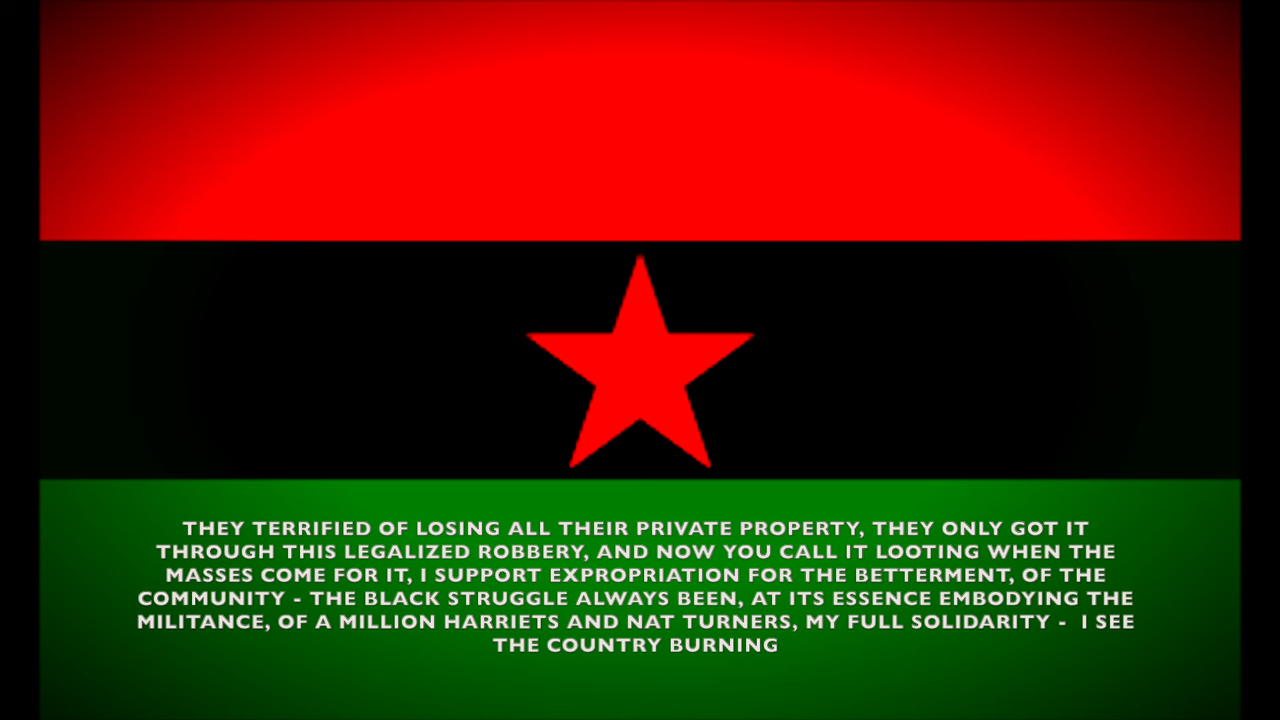 THEY TERRIFIED OF LOSING ALL THEIR PRIVATE PROPERTY, THEY ONLY GOT IT
THROUGH THIS LEGALIZED ROBBERY, AND NOW YOU CALL IT LOOTING WHEN THE
MASSES COME FOR IT, I SUPPORT EXPROPRIATION FOR THE BETTERMENT, OF THE
COMMUNITY - THE BLACK STRUGGLE ALWAYS BEEN, AT ITS ESSENCE EMBODYING THE
MILITANCE, OF A MILLION HARRIETS AND NAT TURNERS, MY FULL SOLIDARITY -  I SEE
THE COUNTRY BURNING